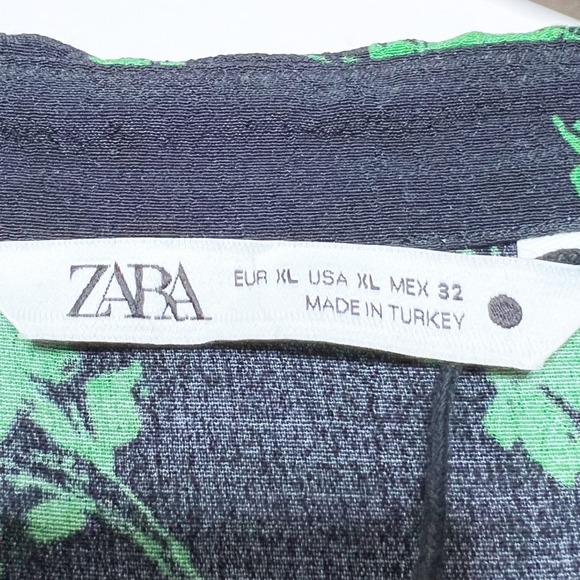 ZARA
EUR XL USA XL MEX 32
MADE IN TURKEY